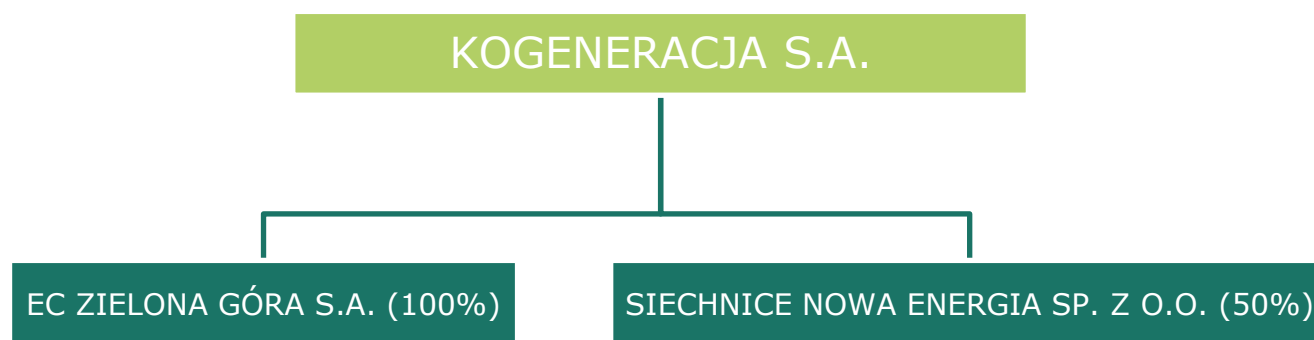 KOGENERACJA S.A.
EC ZIELONA GÓRA S.A. (100%)
SIECHNICE NOWA ENERGIA SP. Z O.O. (50%)